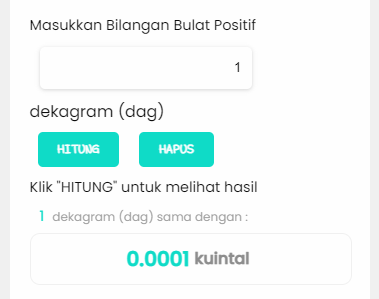 Masukkan Bilangan Bulat Positif
1
dekagram (dag)
HITUNG HAPUS
Klik "HITUNG" untuk melihat hasil
1 dekagram (dag) sama dengan :
0.0001 kuintal